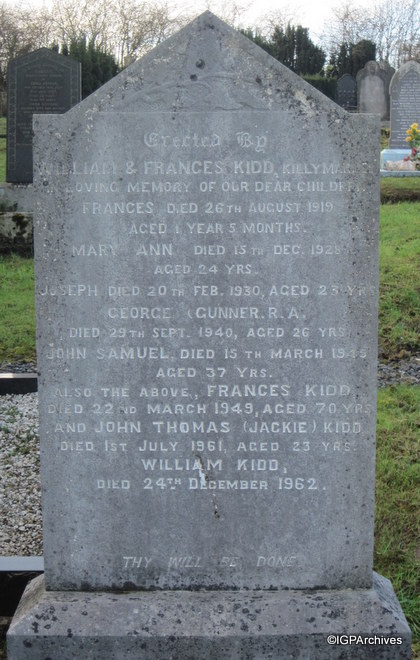 Erected By
WILLIAM & FRANCES KIDD,
LOVING MEMORY OF OUR DEAR
FRANCES DIED 26TH AUGUST 1919
AGED 1 YEAR 5 MONTHS.
MARY ANN DIED 15TH DEC. 1928
AGED 24 YRS.
JOSEPH DIED 20TH FEB. 1930, AGED 23 YRS
GEORGE (GUNNER. R.A.)
DIED 29TH SEPT. 1940, AGED 26 YRS
JOHN SAMUEL, DIED 15TH MARCH
AGED 37 YRS.
ALSO THE ABOVE, FRANCES KIDD
DIED 22ND MARCH 1949, AGED 70 YRS
AND JOHN THOMAS (JACKIE) KIDD
DIED 1ST JULY 1961, AGED 23 YRS
WILLIAM KIDD,
DIED 24TH DECEMBER 1962.
THY WILL BE DONE
©IGPArchives